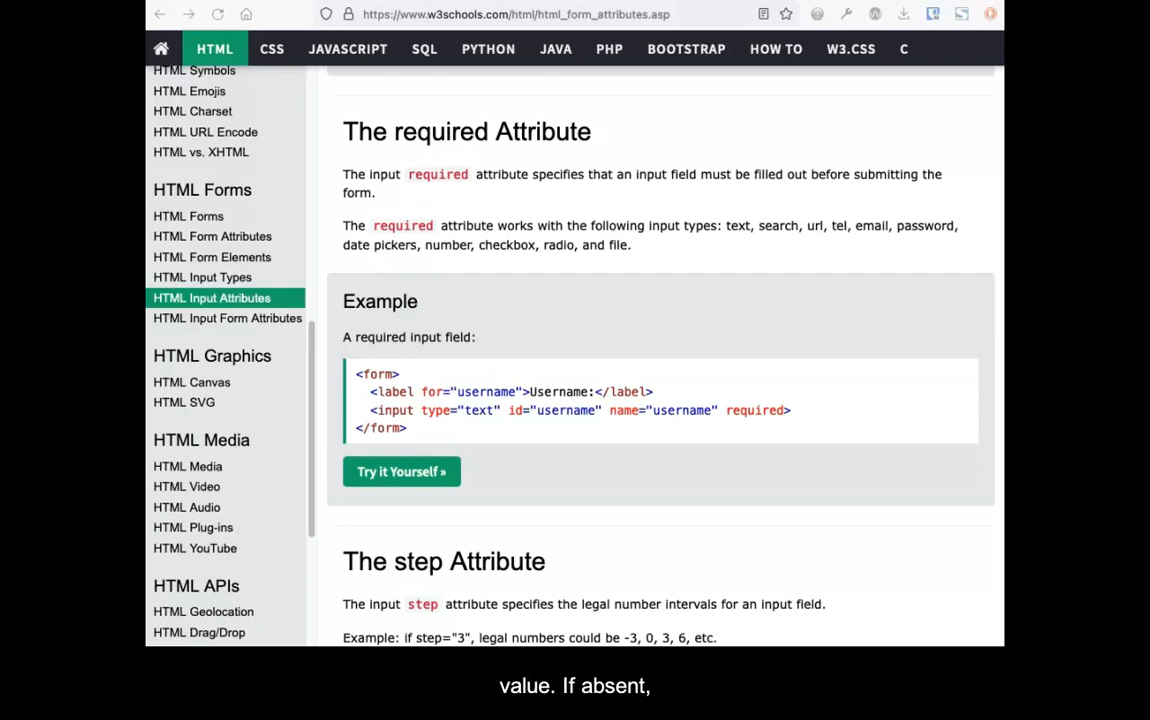 https://www.w3schools.com/html/html_form_attributes.asp
HTML CSS JAVASCRIPT SQL PYTHON JAVA PHP BOOTSTRAP HOW TO W3.CSS C
HTML Symbols
HTML Emojis
HTML Charset
HTML URL Encode
HTML vs. XHTML
HTML Forms
HTML Forms
HTML Form Attributes
HTML Form Elements
HTML Input Types
HTML Input Attributes
HTML Input Form Attributes
HTML Graphics
HTML Canvas
HTML SVG
HTML Media
HTML Media
HTML Video
HTML Audio
HTML Plug-ins
HTML YouTube
HTML APIs
HTML Geolocation
HTML Drag/Drop
The required Attribute
The input required attribute specifies that an input field must be filled out before submitting the
form.
The required attribute works with the following input types: text, search, url, tel, email, password,
date pickers, number, checkbox, radio, and file.
Example
A required input field:
<form>
<label for="username">Username:</label>
<input type="text" id="username" name="username" required>
</form>
Try it Yourself »
The step Attribute
The input step attribute specifies the legal number intervals for an input field.
Example: if step="3", legal numbers could be -3, 0, 3, 6, etc.
value. If absent,